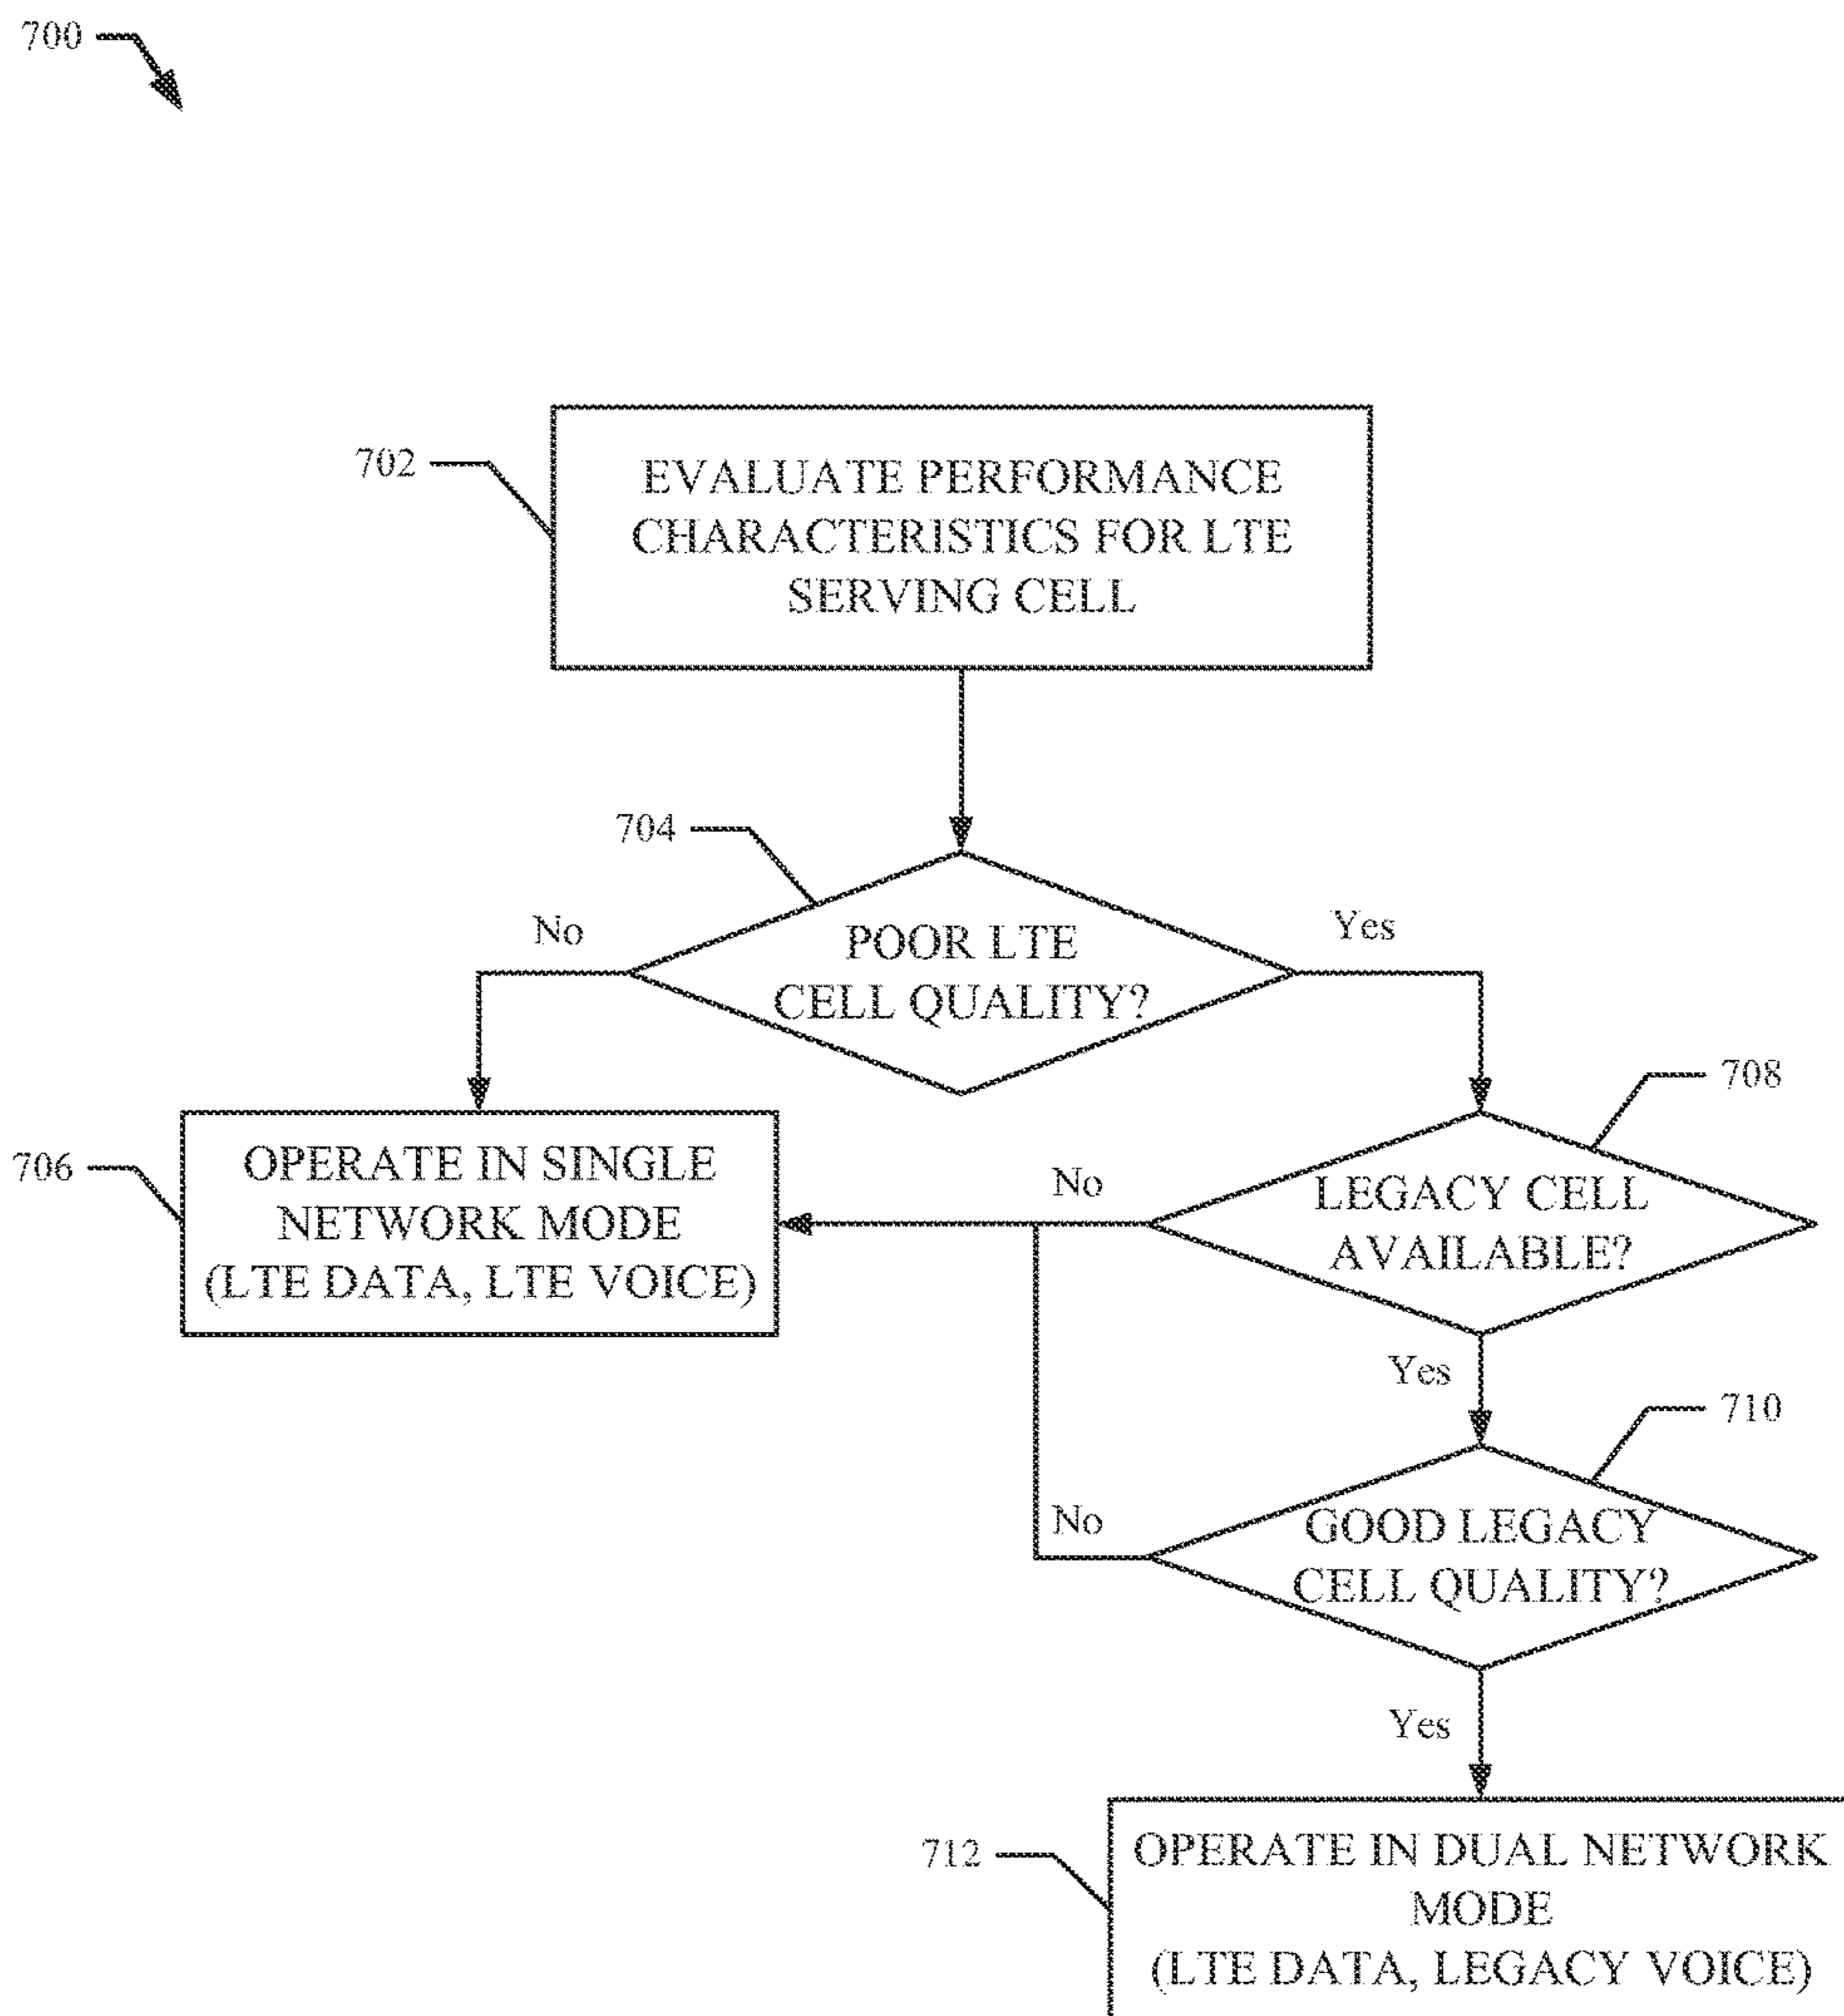 700
702
EVALUATE PERFORMANCE
CHARACTERISTICS FOR LTE
SERVING CELL
704
No
POOR LTE
CELL QUALITY?
Yes
706
OPERATE IN SINGLE
NETWORK MODE
(LTE DATA, LTE VOICE)
708
No
LEGACY CELL
AVAILABLE?
Yes
710
No
GOOD LEGACY
CELL QUALITY?
Yes
712
OPERATE IN DUAL NETWORK
MODE
(LTE DATA, LEGACY VOICE)